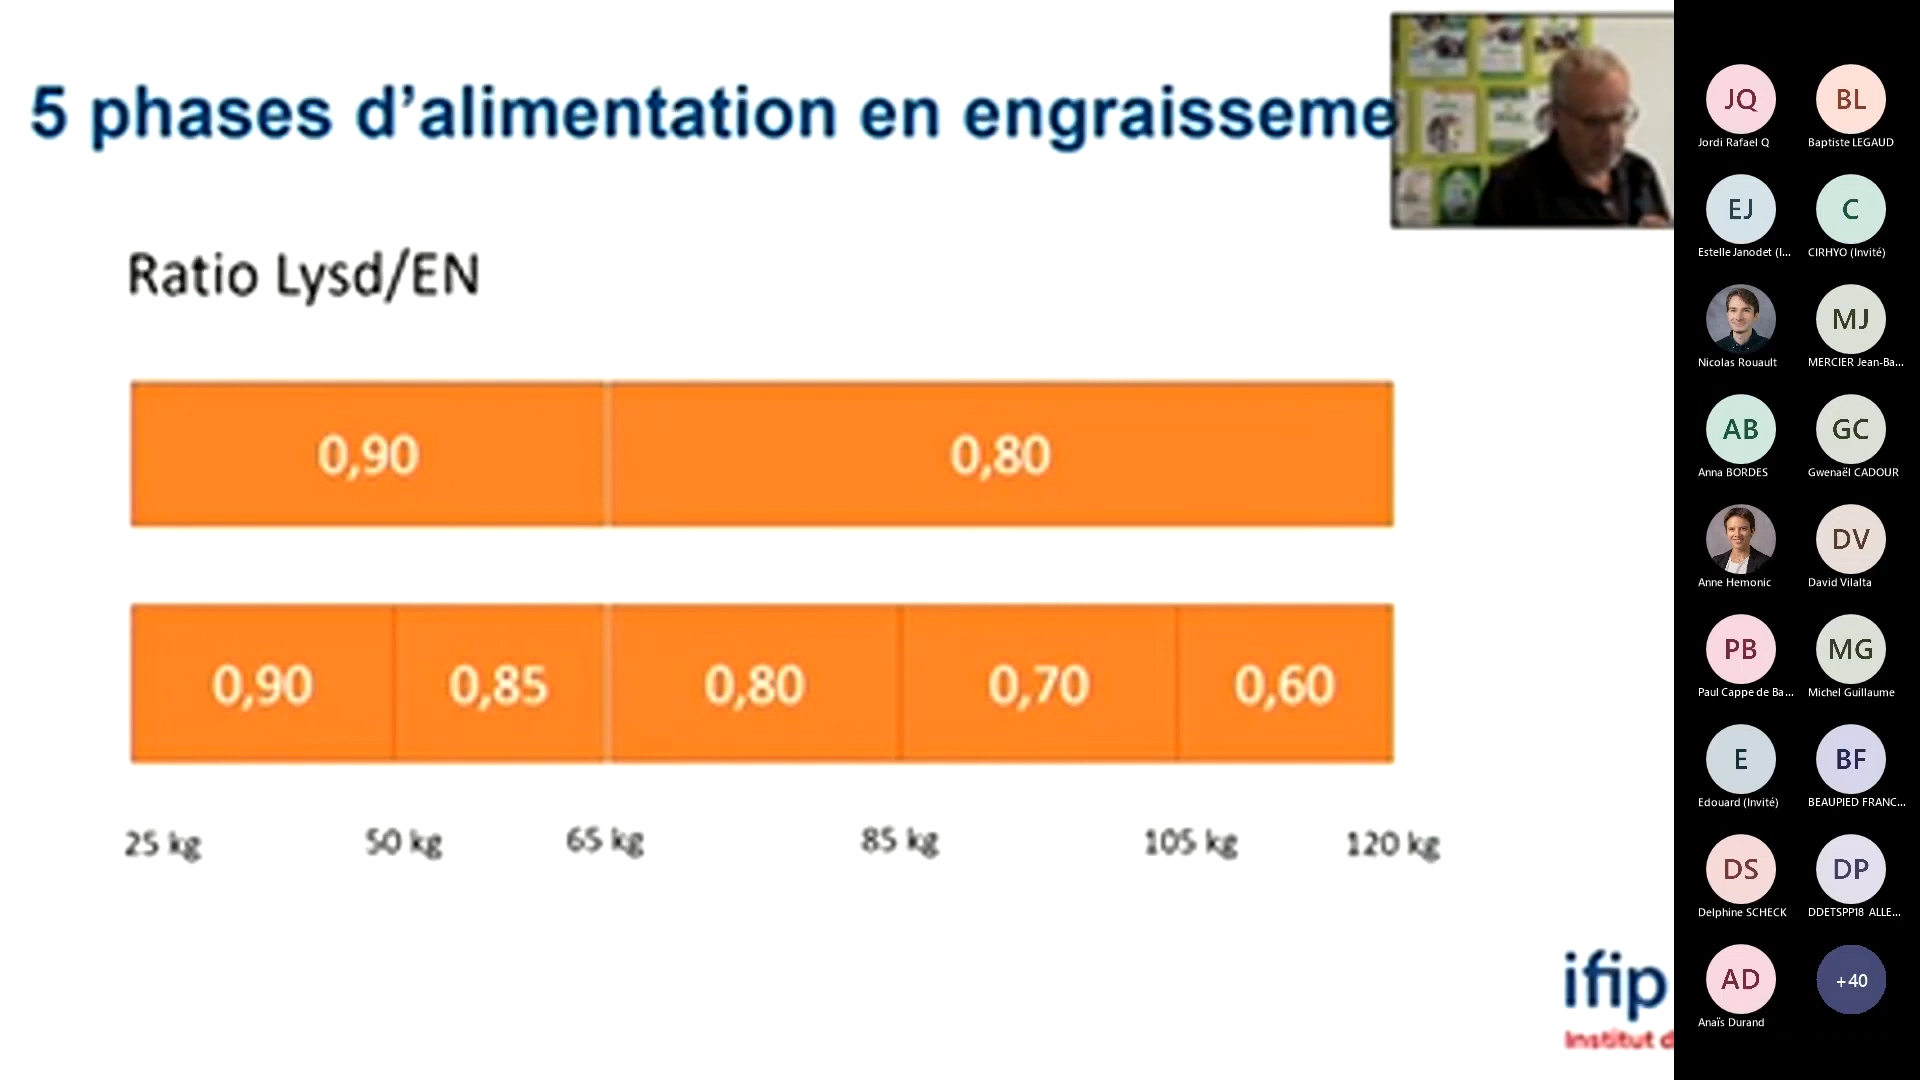 5 phases d’alimentation en engraisseme
Ratio Lysd/EN
0,90 0,80
0,90 0,85 0,80 0,70 0,60
25 kg 50 kg 65 kg 85 kg 105 kg 120 kg
ifip
Institut d
JQ BL
Jordi Rafael Q Baptiste LEGAUD
EJ C
Estelle Janodet (I... CIRHYO (Invité)
MJ
Nicolas Rouault MERCIER Jean-Ba...
AB GC
Anna BORDES Gwenaël CADOUR
DV
Anne Hemonic David Vilalta
PB MG
Paul Cappe de Ba... Michel Guillaume
E BF
Edouard (Invité) BEAUPIED FRANC...
DS DP
Delphine SCHECK DDETSPP18 ALLE...
AD +40
Anaïs Durand